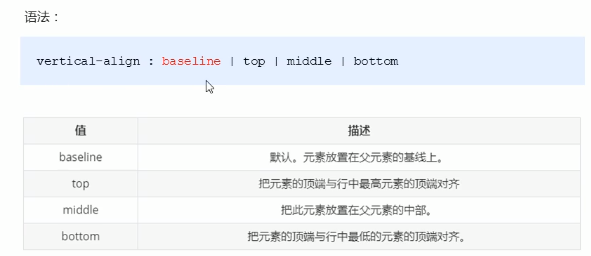 语法：
vertical-align : baseline | top | middle | bottom
值 描述
baseline 默认。元素放置在父元素的基线上。
top 把元素的顶端与行中最高元素的顶端对齐
middle 把此元素放置在父元素的中部。
bottom 把元素的顶端与行中最低的元素的顶端对齐。